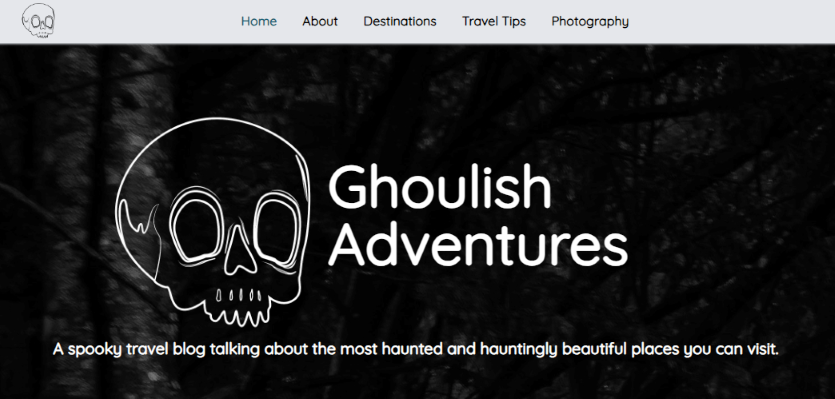 Home About Destinations Travel Tips Photography
Ghoulish
Adventures
A spooky travel blog talking about the most haunted and hauntingly beautiful places you can visit.